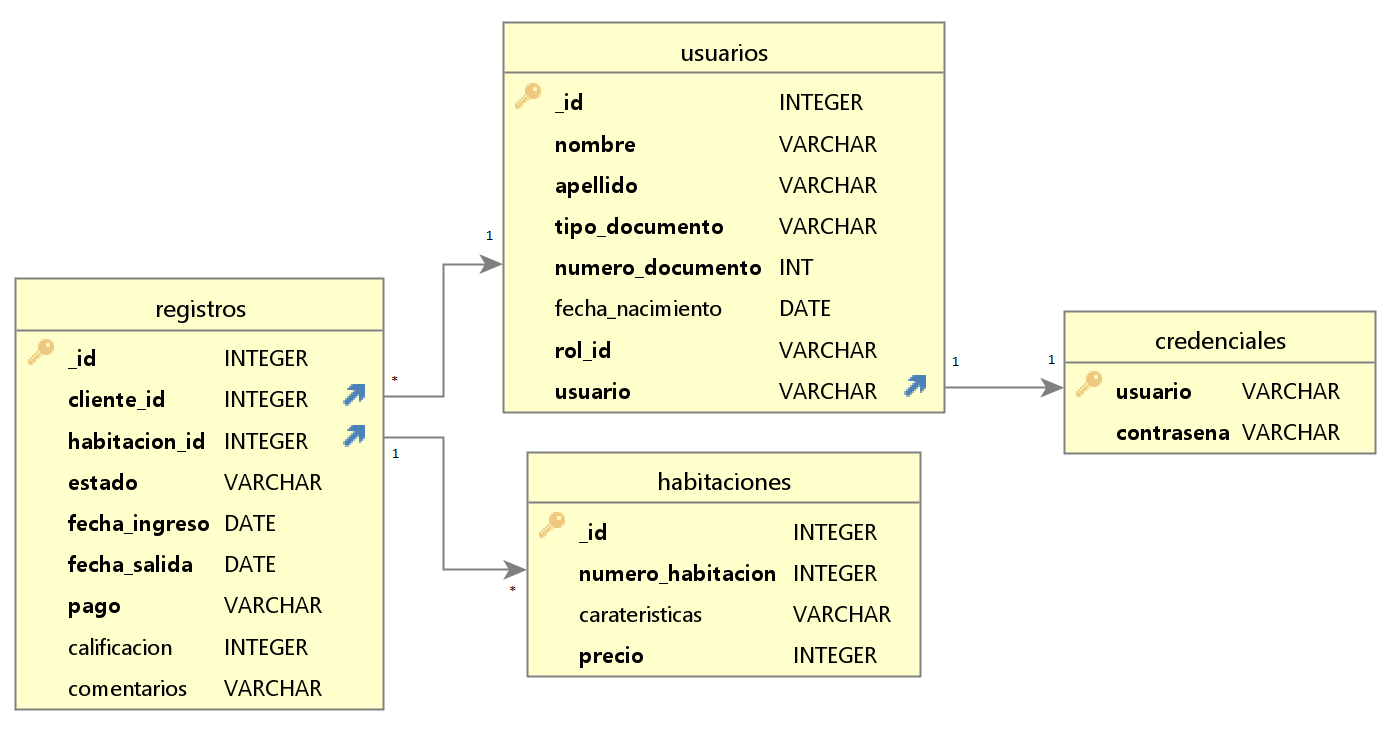 usuarios
_id INTEGER
nombre VARCHAR
apellido VARCHAR
tipo_documento VARCHAR
numero_documento INT
fecha_nacimiento DATE
rol_id VARCHAR
usuario VARCHAR
registros
_id INTEGER
cliente_id INTEGER
habitacion_id INTEGER
estado VARCHAR
fecha_ingreso DATE
fecha_salida DATE
pago VARCHAR
calificacion INTEGER
comentarios VARCHAR
*
1
1
*
habitaciones
_id INTEGER
numero_habitacion INTEGER
carateristicas VARCHAR
precio INTEGER
1
1
credenciales
usuario VARCHAR
contrasena VARCHAR